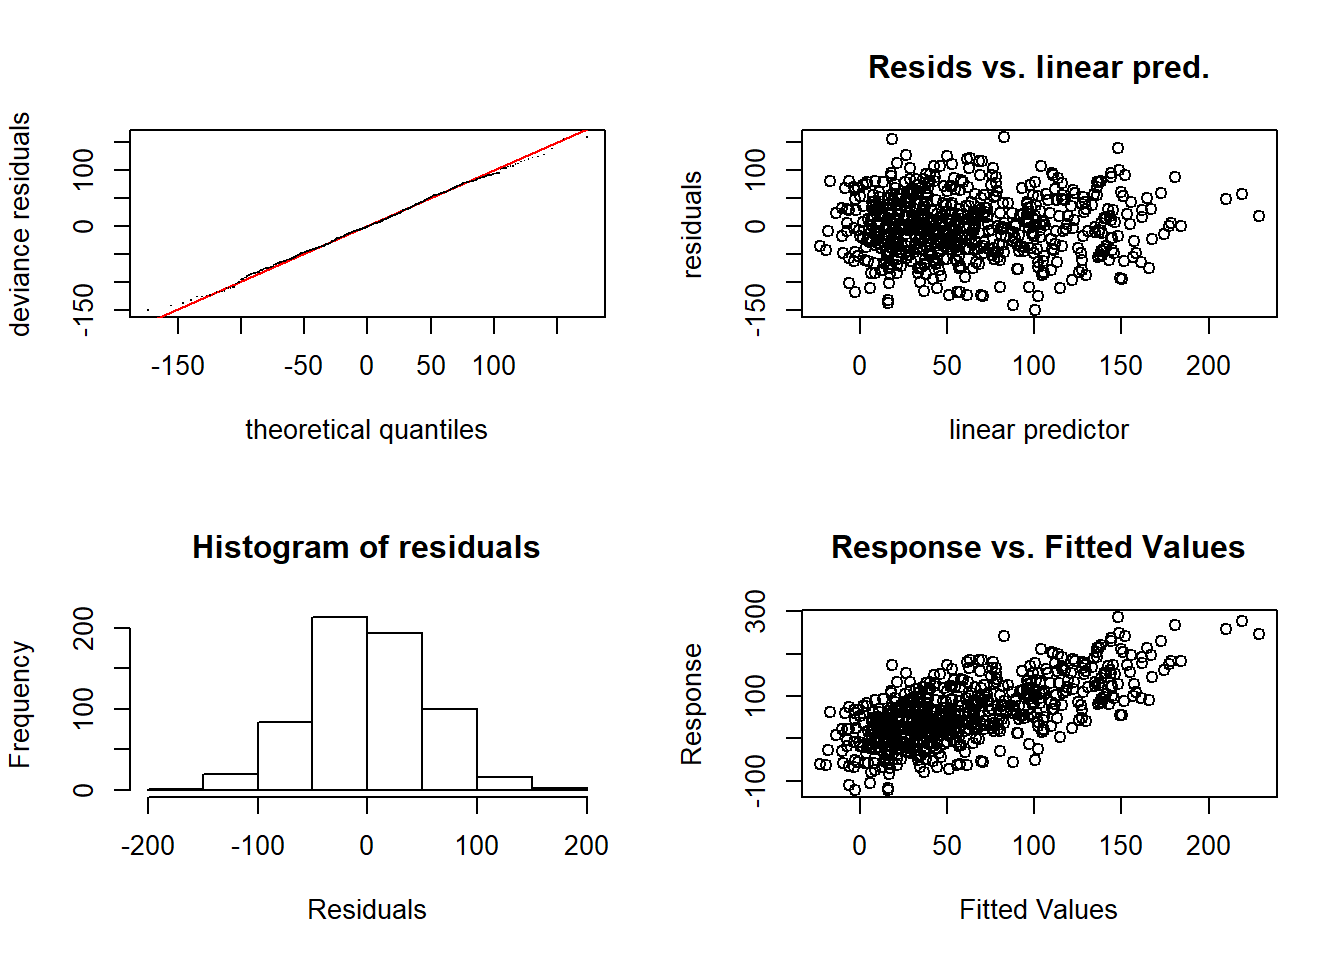 deviance residuals
100
0
-150
-150 -50 0 50 100
theoretical quantiles
Resids vs. linear pred.
residuals
100
0
-150
0 50 100 150 200
linear predictor
Histogram of residuals
Frequency
200
100
0
-200 -100 0 100 200
Residuals
Response vs. Fitted Values
Response
300
100
-100
0 50 100 150 200
Fitted Values